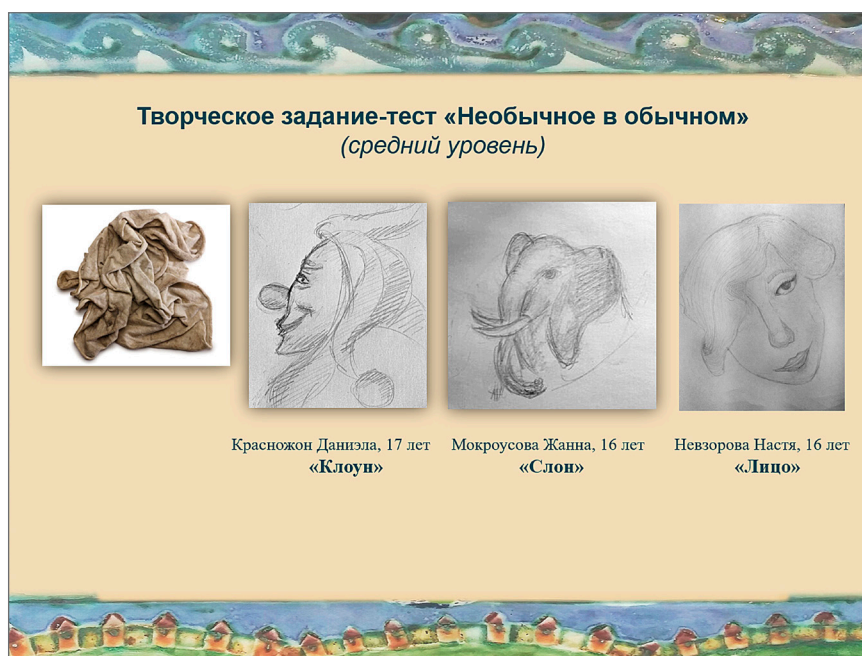 Творческое задание-тест «Необычное в обычном»
(средний уровень)
Красножон Даниэла, 17 лет
«Клоун»
Мокроусова Жанна, 16 лет
«Слон»
Невзорова Настя, 16 лет
«Лицо»